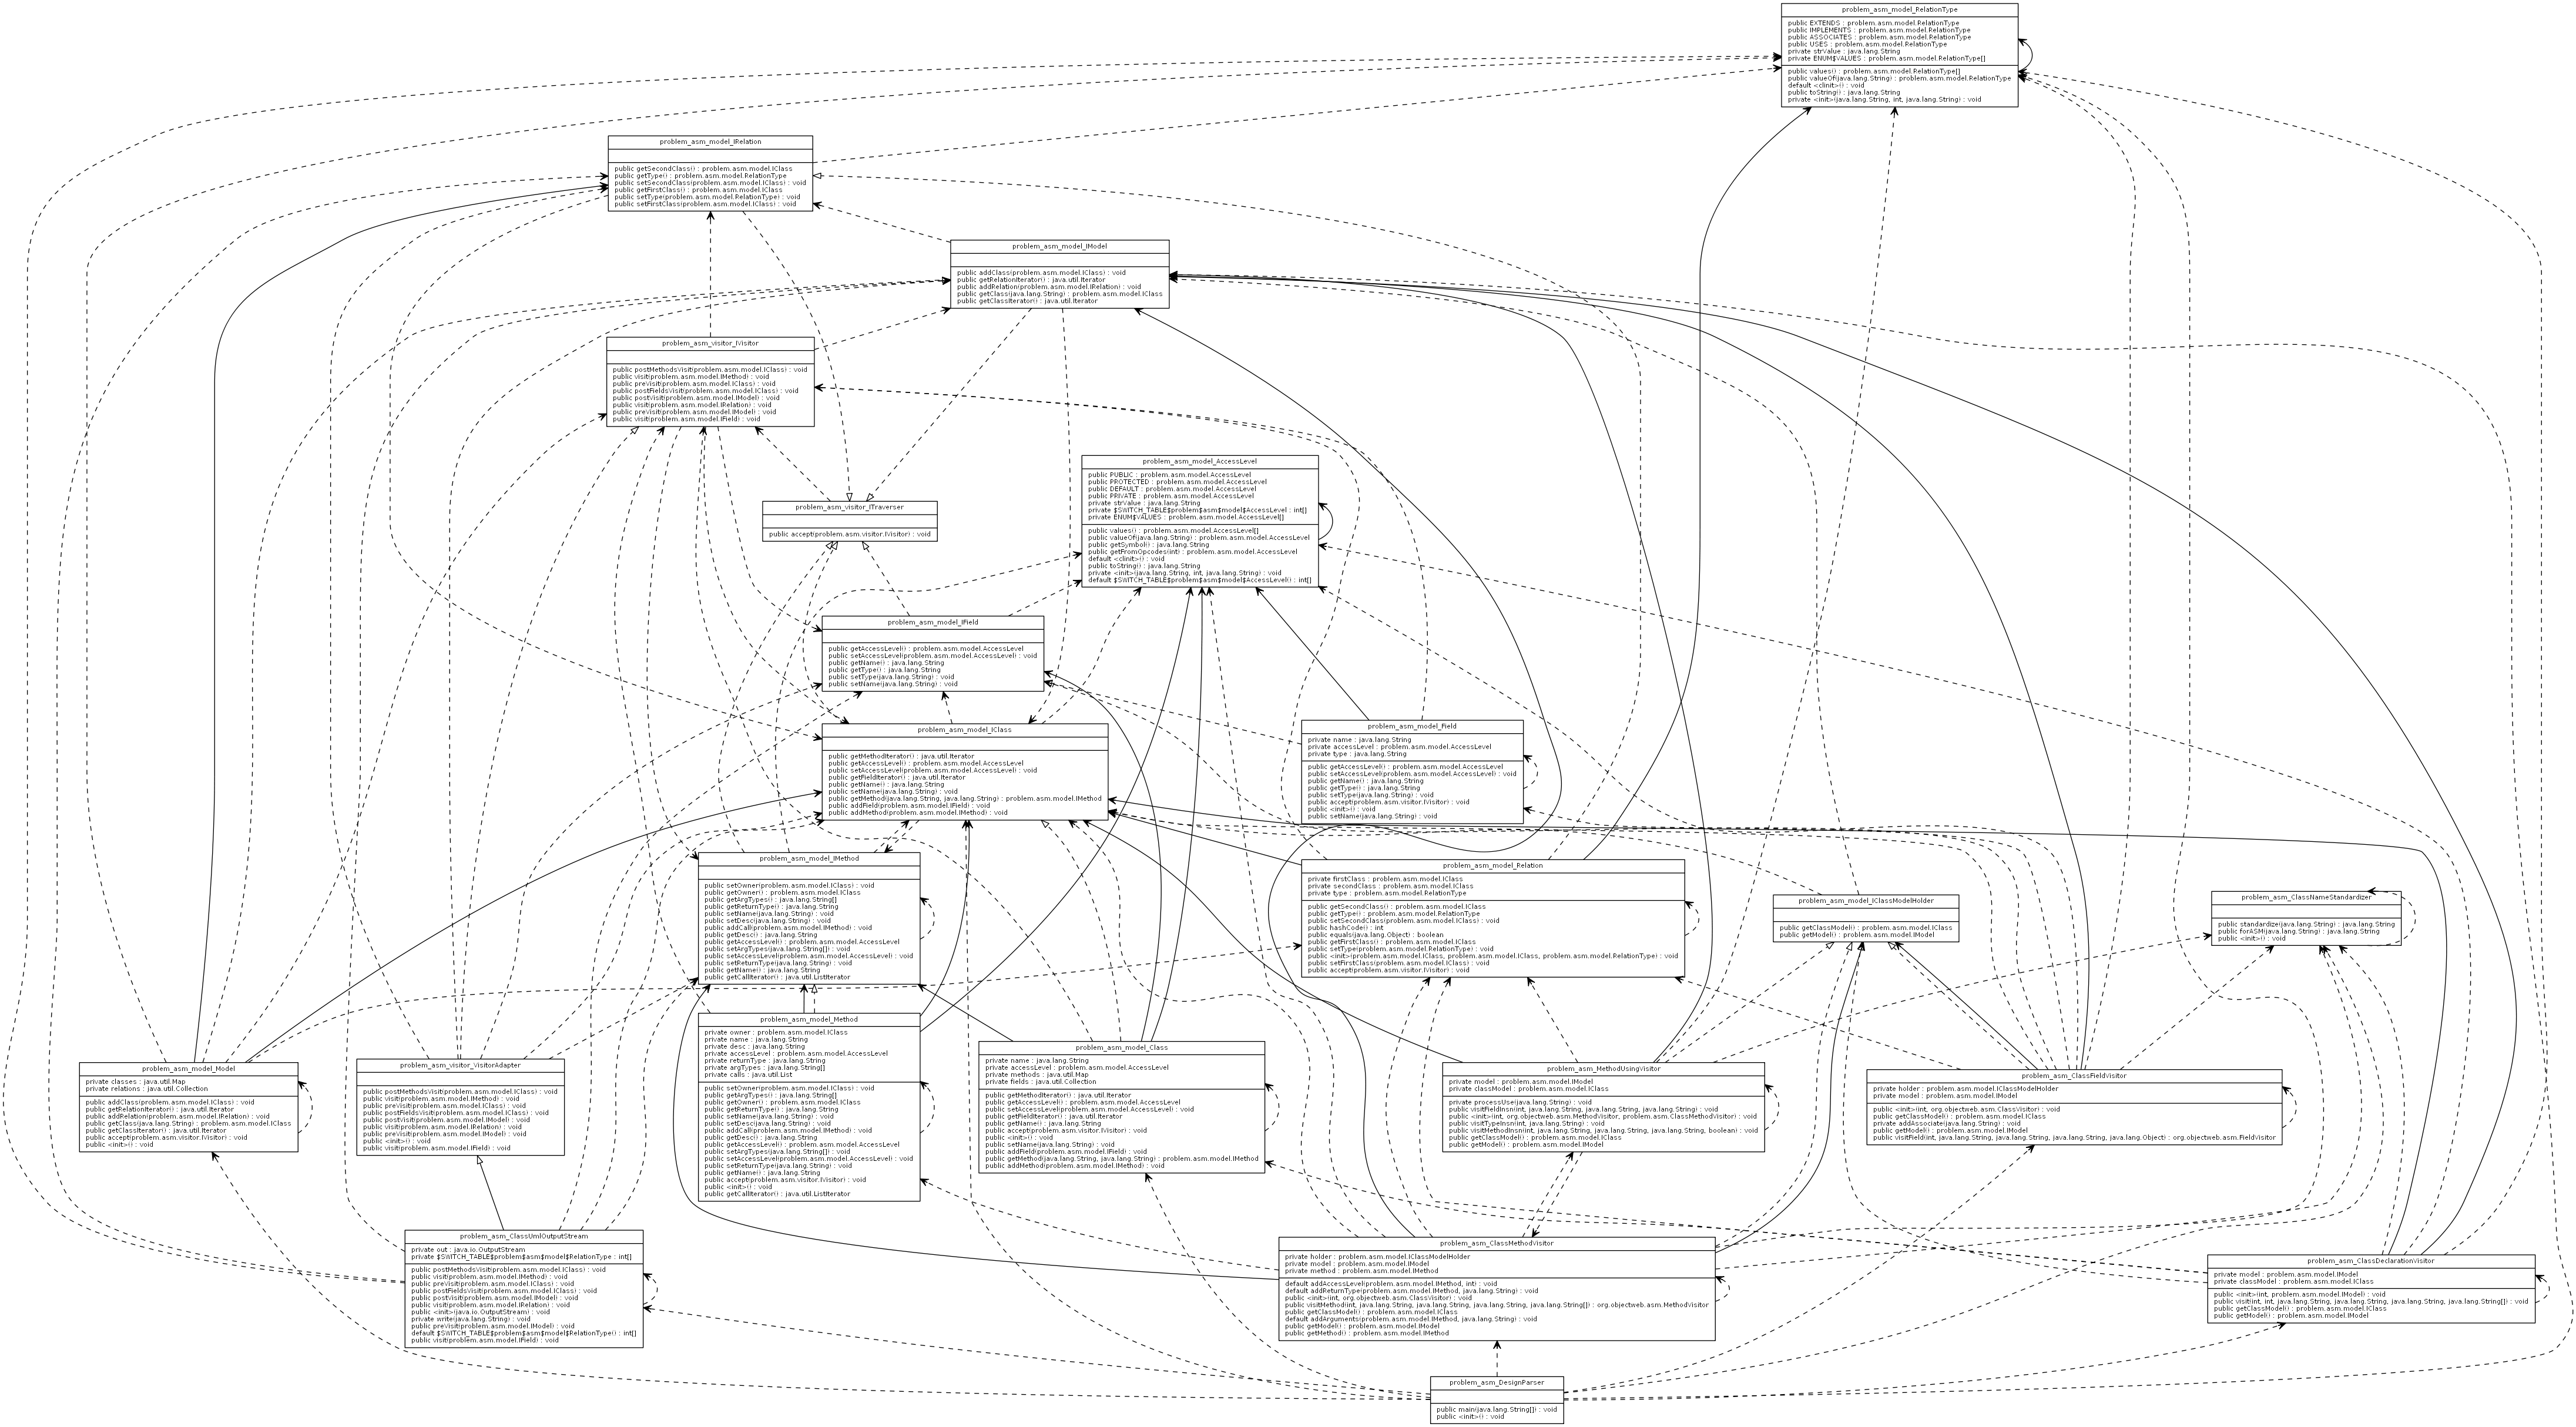 problem_asm_model_RelationType
public EXTENDS : problem.asm.model.RelationType
public IMPLEMENTS : problem.asm.model.RelationType
public ASSOCIATES : problem.asm.model.RelationType
public USES : problem.asm.model.RelationType
private strValue : java.lang.String
private ENUM$VALUES : problem.asm.model.RelationType[]
public values() : problem.asm.model.RelationType[]
public valueOf(java.lang.String) : problem.asm.model.RelationType
default <clinit>() : void
public toString() : java.lang.String
private <init>(java.lang.String, int, java.lang.String) : void
problem_asm_model_IRelation
public getSecondClass() : problem.asm.model.IClass
public getType() : problem.asm.model.RelationType
public setSecondClass(problem.asm.model.IClass) : void
public getFirstClass() : problem.asm.model.IClass
public setType(problem.asm.model.RelationType) : void
public setFirstClass(problem.asm.model.IClass) : void
problem_asm_model_IModel
public addClass(problem.asm.model.IClass) : void
public getRelationIterator() : java.util.Iterator
public addRelation(problem.asm.model.IRelation) : void
public getClass(java.lang.String) : problem.asm.model.IClass
public getClassIterator() : java.util.Iterator
problem_asm_visitor_IVisitor
public postMethodsVisit(problem.asm.model.IClass) : void
public visit(problem.asm.model.IMethod) : void
public preVisit(problem.asm.model.IClass) : void
public postFieldsVisit(problem.asm.model.IClass) : void
public postVisit(problem.asm.model.IModel) : void
public visit(problem.asm.model.IRelation) : void
public preVisit(problem.asm.model.IModel) : void
public visit(problem.asm.model.IField) : void
problem_asm_model_AccessLevel
public PUBLIC : problem.asm.model.AccessLevel
public PROTECTED : problem.asm.model.AccessLevel
public DEFAULT : problem.asm.model.AccessLevel
public PRIVATE : problem.asm.model.AccessLevel
private strValue : java.lang.String
private $SWITCH_TABLE$problem$asm$model$AccessLevel : int[]
private ENUM$VALUES : problem.asm.model.AccessLevel[]
public values() : problem.asm.model.AccessLevel[]
public valueOf(java.lang.String) : problem.asm.model.AccessLevel
public getSymbol() : java.lang.String
public getFromOpcodes(int) : problem.asm.model.AccessLevel
default <clinit>() : void
public toString() : java.lang.String
private <init>(java.lang.String, int, java.lang.String) : void
default $SWITCH_TABLE$problem$asm$model$AccessLevel() : int[]
problem_asm_visitor_ITraverser
public accept(problem.asm.visitor.IVisitor) : void
problem_asm_model_IField
public getAccessLevel() : problem.asm.model.AccessLevel
public setAccessLevel(problem.asm.model.AccessLevel) : void
public getName() : java.lang.String
public getType() : java.lang.String
public setType(java.lang.String) : void
public setName(java.lang.String) : void
problem_asm_model_IClass
public getMethodIterator() : java.util.Iterator
public getAccessLevel() : problem.asm.model.AccessLevel
public setAccessLevel(problem.asm.model.AccessLevel) : void
public getFieldIterator() : java.util.Iterator
public getName() : java.lang.String
public setName(java.lang.String) : void
public getMethod(java.lang.String, java.lang.String) : problem.asm.model.IMethod
public addField(problem.asm.model.IField) : void
public addMethod(problem.asm.model.IMethod) : void
problem_asm_model_Field
private name : java.lang.String
private accessLevel : problem.asm.model.AccessLevel
private type : java.lang.String
public getAccessLevel() : problem.asm.model.AccessLevel
public setAccessLevel(problem.asm.model.AccessLevel) : void
public getName() : java.lang.String
public getType() : java.lang.String
public setType(java.lang.String) : void
public accept(problem.asm.visitor.IVisitor) : void
public <init>() : void
public setName(java.lang.String) : void
problem_asm_model_IMethod
public setOwner(problem.asm.model.IClass) : void
public getOwner() : problem.asm.model.IClass
public getArgTypes() : java.lang.String[]
public getReturnType() : java.lang.String
public setName(java.lang.String) : void
public setDesc(java.lang.String) : void
public addCall(problem.asm.model.IMethod) : void
public getDesc() : java.lang.String
public getAccessLevel() : problem.asm.model.AccessLevel
public setArgTypes(java.lang.String[]) : void
public setAccessLevel(problem.asm.model.AccessLevel) : void
public setReturnType(java.lang.String) : void
public getName() : java.lang.String
public getCallIterator() : java.util.ListIterator
problem_asm_model_Relation
private firstClass : problem.asm.model.IClass
private secondClass : problem.asm.model.IClass
private type : problem.asm.model.RelationType
public getSecondClass() : problem.asm.model.IClass
public getType() : problem.asm.model.RelationType
public setSecondClass(problem.asm.model.IClass) : void
public hashCode() : int
public equals(java.lang.Object) : boolean
public getFirstClass() : problem.asm.model.IClass
public setType(problem.asm.model.RelationType) : void
public <init>(problem.asm.model.IClass, problem.asm.model.IClass, problem.asm.model.RelationType) : void
public setFirstClass(problem.asm.model.IClass) : void
public accept(problem.asm.visitor.IVisitor) : void
problem_asm_model_IClassModelHolder
public getClassModel() : problem.asm.model.IClass
public getModel() : problem.asm.model.IModel
problem_asm_ClassNameStandardizer
public standardize(java.lang.String) : java.lang.String
public forASM(java.lang.String) : java.lang.String
public <init>() : void
problem_asm_model_Model
private classes : java.util.Map
private relations : java.util.Collection
public addClass(problem.asm.model.IClass) : void
public getRelationIterator() : java.util.Iterator
public addRelation(problem.asm.model.IRelation) : void
public getClass(java.lang.String) : problem.asm.model.IClass
public getClassIterator() : java.util.Iterator
public accept(problem.asm.visitor.IVisitor) : void
public <init>() : void
problem_asm_visitor_VisitorAdapter
public postMethodsVisit(problem.asm.model.IClass) : void
public visit(problem.asm.model.IMethod) : void
public preVisit(problem.asm.model.IClass) : void
public postFieldsVisit(problem.asm.model.IClass) : void
public postVisit(problem.asm.model.IModel) : void
public visit(problem.asm.model.IRelation) : void
public preVisit(problem.asm.model.IModel) : void
public <init>() : void
public visit(problem.asm.model.IField) : void
problem_asm_model_Method
private owner : problem.asm.model.IClass
private name : java.lang.String
private desc : java.lang.String
private accessLevel : problem.asm.model.AccessLevel
private returnType : java.lang.String
private argTypes : java.lang.String[]
private calls : java.util.List
public setOwner(problem.asm.model.IClass) : void
public getArgTypes() : java.lang.String[]
public getOwner() : problem.asm.model.IClass
public getReturnType() : java.lang.String
public setName(java.lang.String) : void
public setDesc(java.lang.String) : void
public addCall(problem.asm.model.IMethod) : void
public getDesc() : java.lang.String
public getAccessLevel() : problem.asm.model.AccessLevel
public setArgTypes(java.lang.String[]) : void
public setAccessLevel(problem.asm.model.AccessLevel) : void
public setReturnType(java.lang.String) : void
public getName() : java.lang.String
public accept(problem.asm.visitor.IVisitor) : void
public <init>() : void
public getCallIterator() : java.util.ListIterator
problem_asm_model_Class
private name : java.lang.String
private accessLevel : problem.asm.model.AccessLevel
private methods : java.util.Map
private fields : java.util.Collection
public getMethodIterator() : java.util.Iterator
public getAccessLevel() : problem.asm.model.AccessLevel
public setAccessLevel(problem.asm.model.AccessLevel) : void
public getFieldIterator() : java.util.Iterator
public getName() : java.lang.String
public accept(problem.asm.visitor.IVisitor) : void
public <init>() : void
public setName(java.lang.String) : void
public addField(problem.asm.model.IField) : void
public getMethod(java.lang.String, java.lang.String) : problem.asm.model.IMethod
public addMethod(problem.asm.model.IMethod) : void
problem_asm_MethodUsingVisitor
private model : problem.asm.model.IModel
private classModel : problem.asm.model.IClass
private processUse(java.lang.String) : void
public visitFieldInsn(int, java.lang.String, java.lang.String, java.lang.String) : void
public <init>(int, org.objectweb.asm.MethodVisitor, problem.asm.ClassMethodVisitor) : void
public visitTypeInsn(int, java.lang.String) : void
public visitMethodInsn(int, java.lang.String, java.lang.String, java.lang.String, boolean) : void
public getClassModel() : problem.asm.model.IClass
public getModel() : problem.asm.model.IModel
problem_asm_ClassFieldVisitor
private holder : problem.asm.model.IClassModelHolder
private model : problem.asm.model.IModel
public <init>(int, org.objectweb.asm.ClassVisitor) : void
public getClassModel() : problem.asm.model.IClass
private addAssociate(java.lang.String) : void
public getModel() : problem.asm.model.IModel
public visitField(int, java.lang.String, java.lang.String, java.lang.String, java.lang.Object) : org.objectweb.asm.FieldVisitor
problem_asm_ClassUmlOutputStream
private out : java.io.OutputStream
private $SWITCH_TABLE$problem$asm$model$RelationType : int[]
public postMethodsVisit(problem.asm.model.IClass) : void
public visit(problem.asm.model.IMethod) : void
public preVisit(problem.asm.model.IClass) : void
public postFieldsVisit(problem.asm.model.IClass) : void
public postVisit(problem.asm.model.IModel) : void
public visit(problem.asm.model.IRelation) : void
public <init>(java.io.OutputStream) : void
private write(java.lang.String) : void
public preVisit(problem.asm.model.IModel) : void
default $SWITCH_TABLE$problem$asm$model$RelationType() : int[]
public visit(problem.asm.model.IField) : void
problem_asm_ClassMethodVisitor
private holder : problem.asm.model.IClassModelHolder
private model : problem.asm.model.IModel
private method : problem.asm.model.IMethod
default addAccessLevel(problem.asm.model.IMethod, int) : void
default addReturnType(problem.asm.model.IMethod, java.lang.String) : void
public <init>(int, org.objectweb.asm.ClassVisitor) : void
public visitMethod(int, java.lang.String, java.lang.String, java.lang.String, java.lang.String[]) : org.objectweb.asm.MethodVisitor
public getClassModel() : problem.asm.model.IClass
default addArguments(problem.asm.model.IMethod, java.lang.String) : void
public getModel() : problem.asm.model.IModel
public getMethod() : problem.asm.model.IMethod
problem_asm_ClassDeclarationVisitor
private model : problem.asm.model.IModel
private classModel : problem.asm.model.IClass
public <init>(int, problem.asm.model.IModel) : void
public visit(int, int, java.lang.String, java.lang.String, java.lang.String, java.lang.String[]) : void
public getClassModel() : problem.asm.model.IClass
public getModel() : problem.asm.model.IModel
problem_asm_DesignParser
public main(java.lang.String[]) : void
public <init>() : void